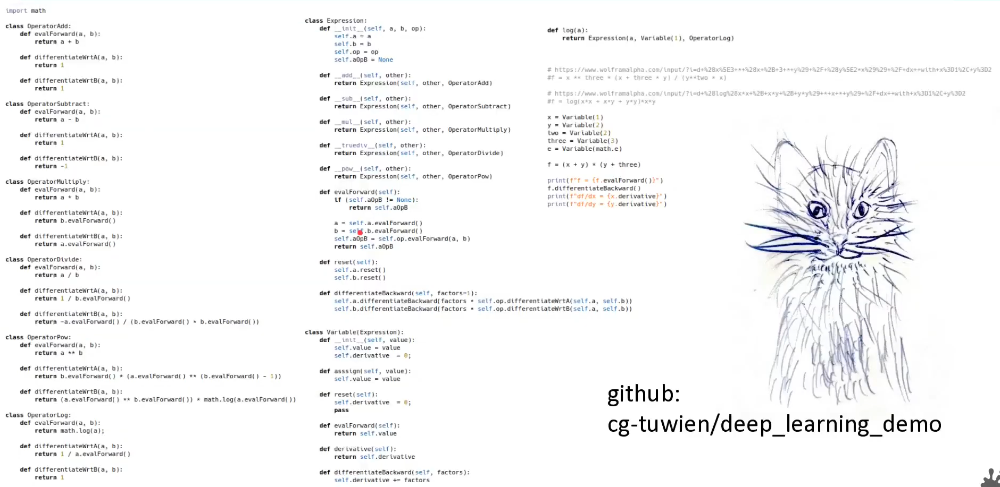 import math

class OperatorAdd:
    def evalForward(a, b):
        return a + b

    def differentiateWrtA(a, b):
        return 1

    def differentiateWrtB(a, b):
        return 1

class OperatorSubtract:
    def evalForward(a, b):
        return a - b

    def differentiateWrtA(a, b):
        return 1

    def differentiateWrtB(a, b):
        return -1

class OperatorMultiply:
    def evalForward(a, b):
        return a * b

    def differentiateWrtA(a, b):
        return b.evalForward()

    def differentiateWrtB(a, b):
        return a.evalForward()

class OperatorDivide:
    def evalForward(a, b):
        return a / b

    def differentiateWrtA(a, b):
        return 1 / b.evalForward()

    def differentiateWrtB(a, b):
        return -a.evalForward() / (b.evalForward() * b.evalForward())

class OperatorPow:
    def evalForward(a, b):
        return a ** b

    def differentiateWrtA(a, b):
        return b.evalForward() * (a.evalForward() ** (b.evalForward() - 1))

    def differentiateWrtB(a, b):
        return (a.evalForward() ** b.evalForward()) * math.log(a.evalForward())

class OperatorLog:
    def evalForward(a, b):
        return math.log(a);

    def differentiateWrtA(a, b):
        return 1 / a.evalForward()

    def differentiateWrtB(a, b):
        return 1

class Expression:
    def __init__(self, a, b, op):
        self.a = a
        self.b = b
        self.op = op
        self.aOpB = None

    def __add__(self, other):
        return Expression(self, other, OperatorAdd)

    def __sub__(self, other):
        return Expression(self, other, OperatorSubtract)

    def __mul__(self, other):
        return Expression(self, other, OperatorMultiply)

    def __truediv__(self, other):
        return Expression(self, other, OperatorDivide)

    def __pow__(self, other):
        return Expression(self, other, OperatorPow)

    def evalForward(self):
        if (self.aOpB != None):
            return self.aOpB

        a = self.a.evalForward()
        b = self.b.evalForward()
        self.aOpB = self.op.evalForward(a, b)
        return self.aOpB

    def reset(self):
        self.a.reset()
        self.b.reset()

    def differentiateBackward(self, factors=1):
        self.a.differentiateBackward(factors * self.op.differentiateWrtA(self.a, self.b))
        self.b.differentiateBackward(factors * self.op.differentiateWrtB(self.a, self.b))

class Variable(Expression):
    def __init__(self, value):
        self.value = value
        self.derivative  = 0;

    def asssign(self, value):
        self.value = value

    def reset(self):
        self.derivative  = 0;
        pass

    def evalForward(self):
        return self.value

    def derivative(self):
        return self.derivative

    def differentiateBackward(self, factors):
        self.derivative += factors

def log(a):
    return Expression(a, Variable(1), OperatorLog)

# https://www.wolframalpha.com/input/?i=d+%28x%5E3+*+%28x+%2B+3+*+y%29+%2F+%28y%5E2*x%29%29+%2F+dx++with+x%3D1%2C+y%3D2
#f = x ** three * (x + three * y) / (y**two * x)

# https://www.wolframalpha.com/input/?i=d+%28log%28x*x+%2B+x*y+%2B+y*y%29+*+x+*+y%29+%2F+dx++with+x%3D1%2C+y%3D2
#f = log(x*x + x*y + y*y)*x*y

x = Variable(1)
y = Variable(2)
two = Variable(2)
three = Variable(3)
e = Variable(math.e)

f = (x + y) * (y + three)

print(f"f = {f.evalForward()}")
f.differentiateBackward()
print(f"df/dx = {x.derivative}")
print(f"df/dy = {y.derivative}")

github:
cg-tuwien/deep_learning_demo